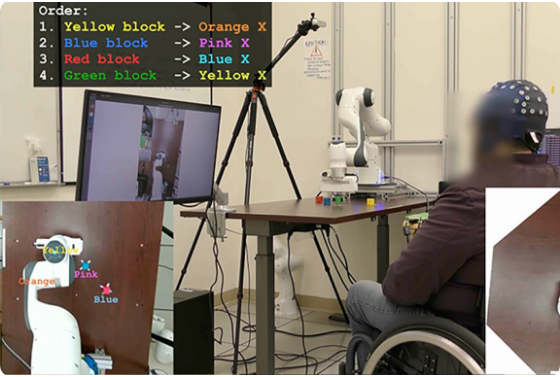 Order:
1. Yellow block -> Orange X
2. Blue block -> Pink X
3. Red block -> Blue X
4. Green block -> Yellow X
Yellow
Pink
Orange
Blue